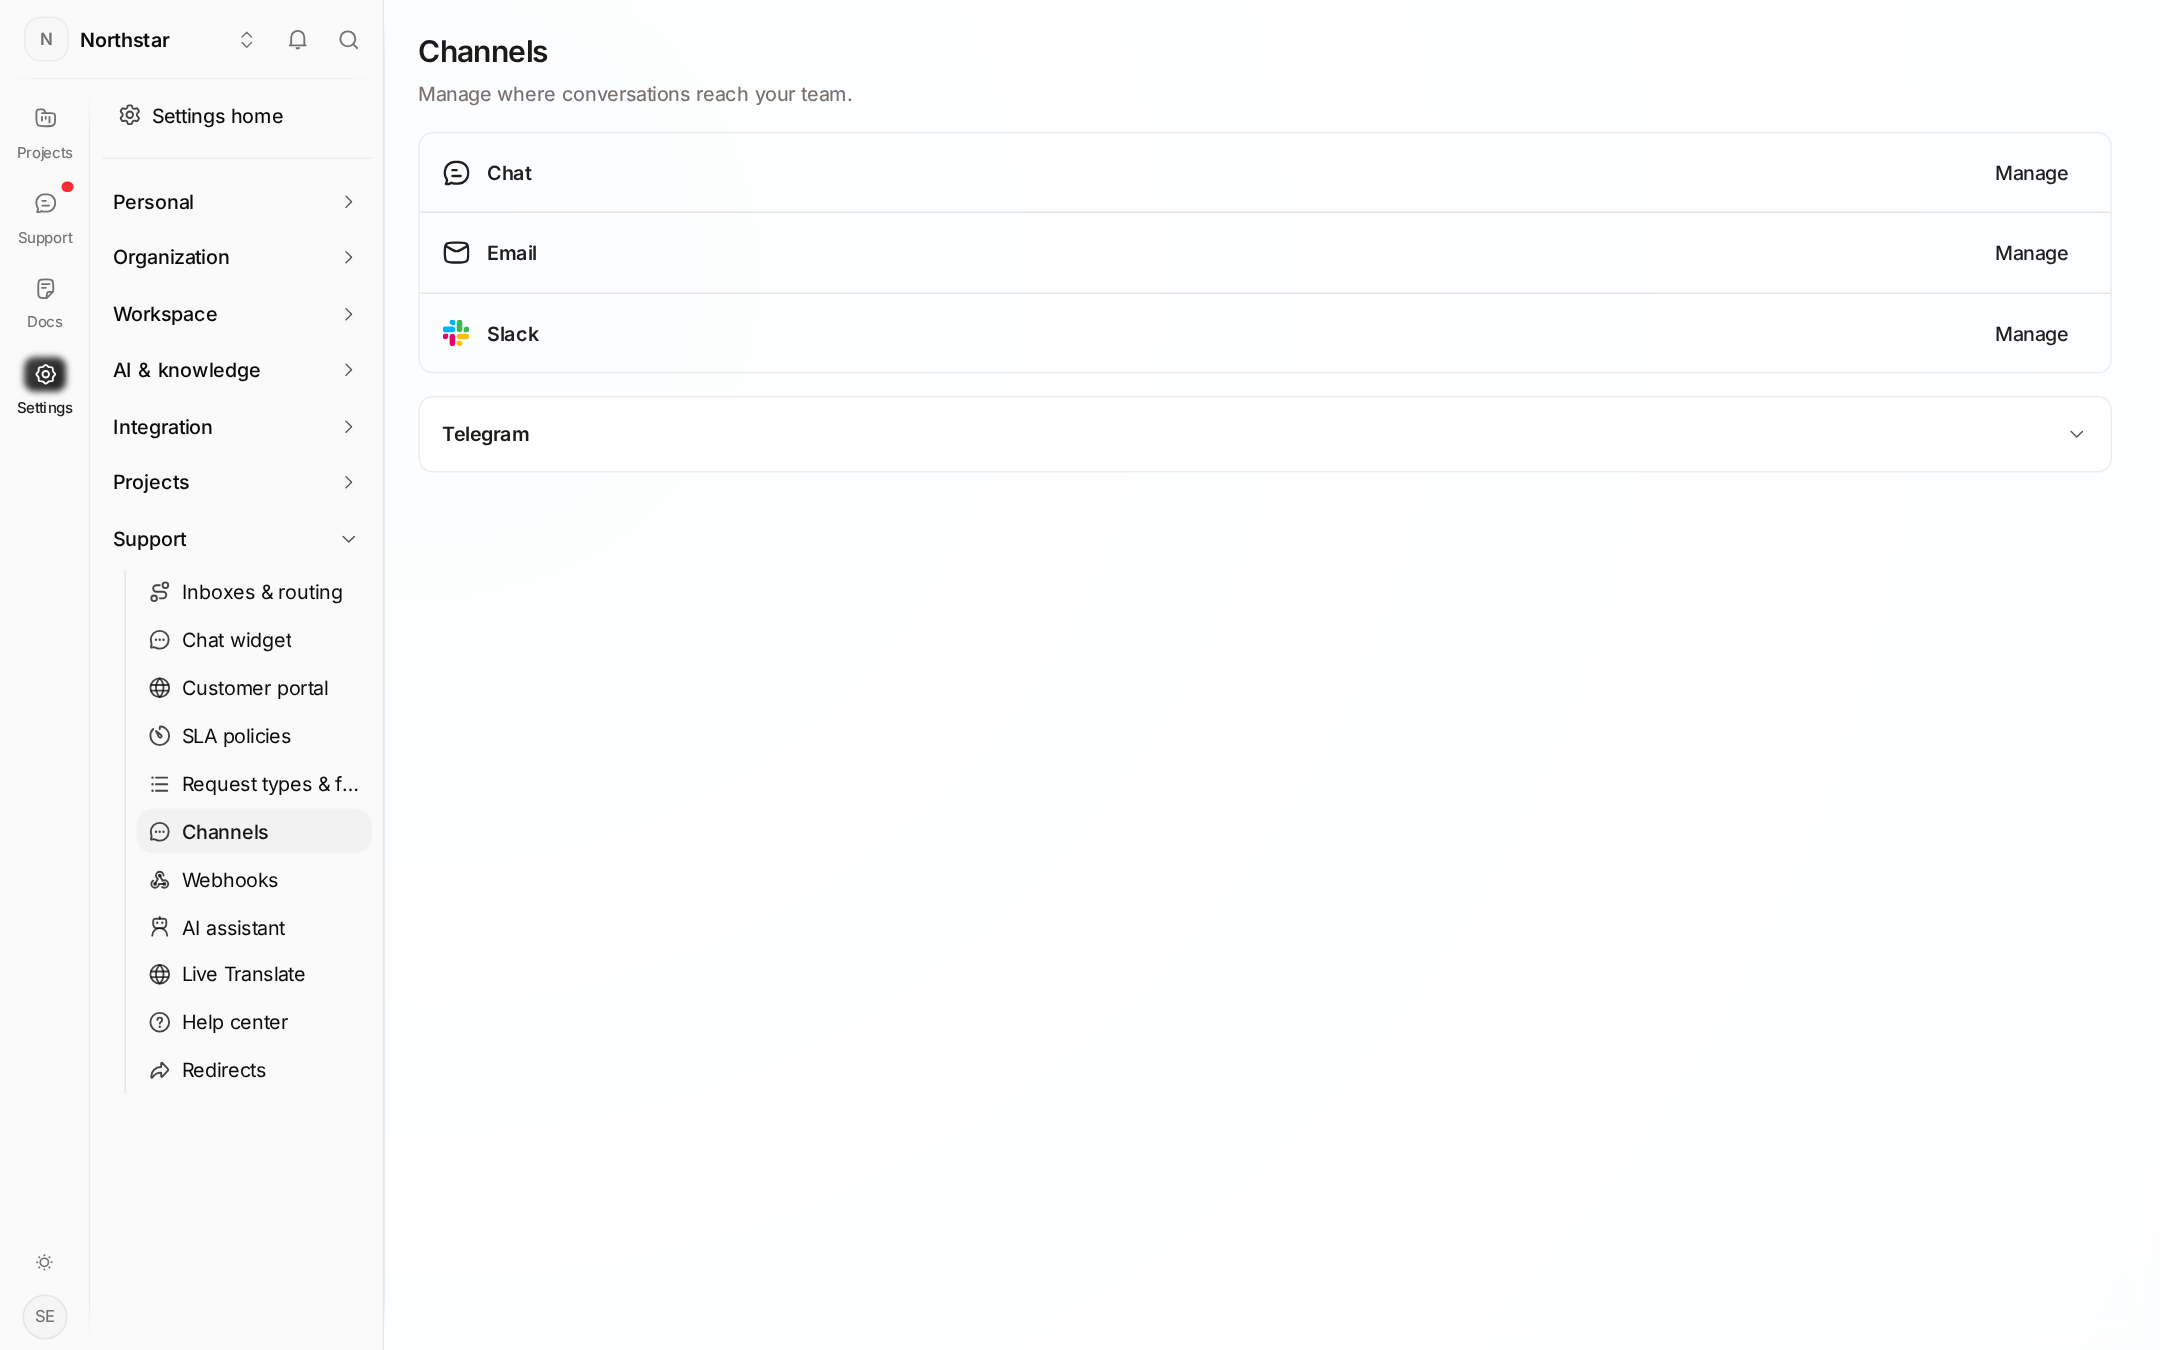 N
Northstar
Projects
Support
Docs
Settings
SE
Settings home
Personal
Organization
Workspace
AI & knowledge
Integration
Projects
Support
Inboxes & routing
Chat widget
Customer portal
SLA policies
Request types & f...
Channels
Webhooks
AI assistant
Live Translate
Help center
Redirects
Channels
Manage where conversations reach your team.
Chat
Manage
Email
Manage
Slack
Manage
Telegram